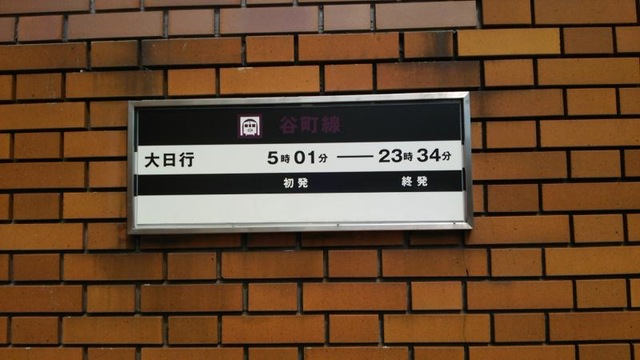 谷町線
大日行 5時01分 — 23時34分
初発 終発